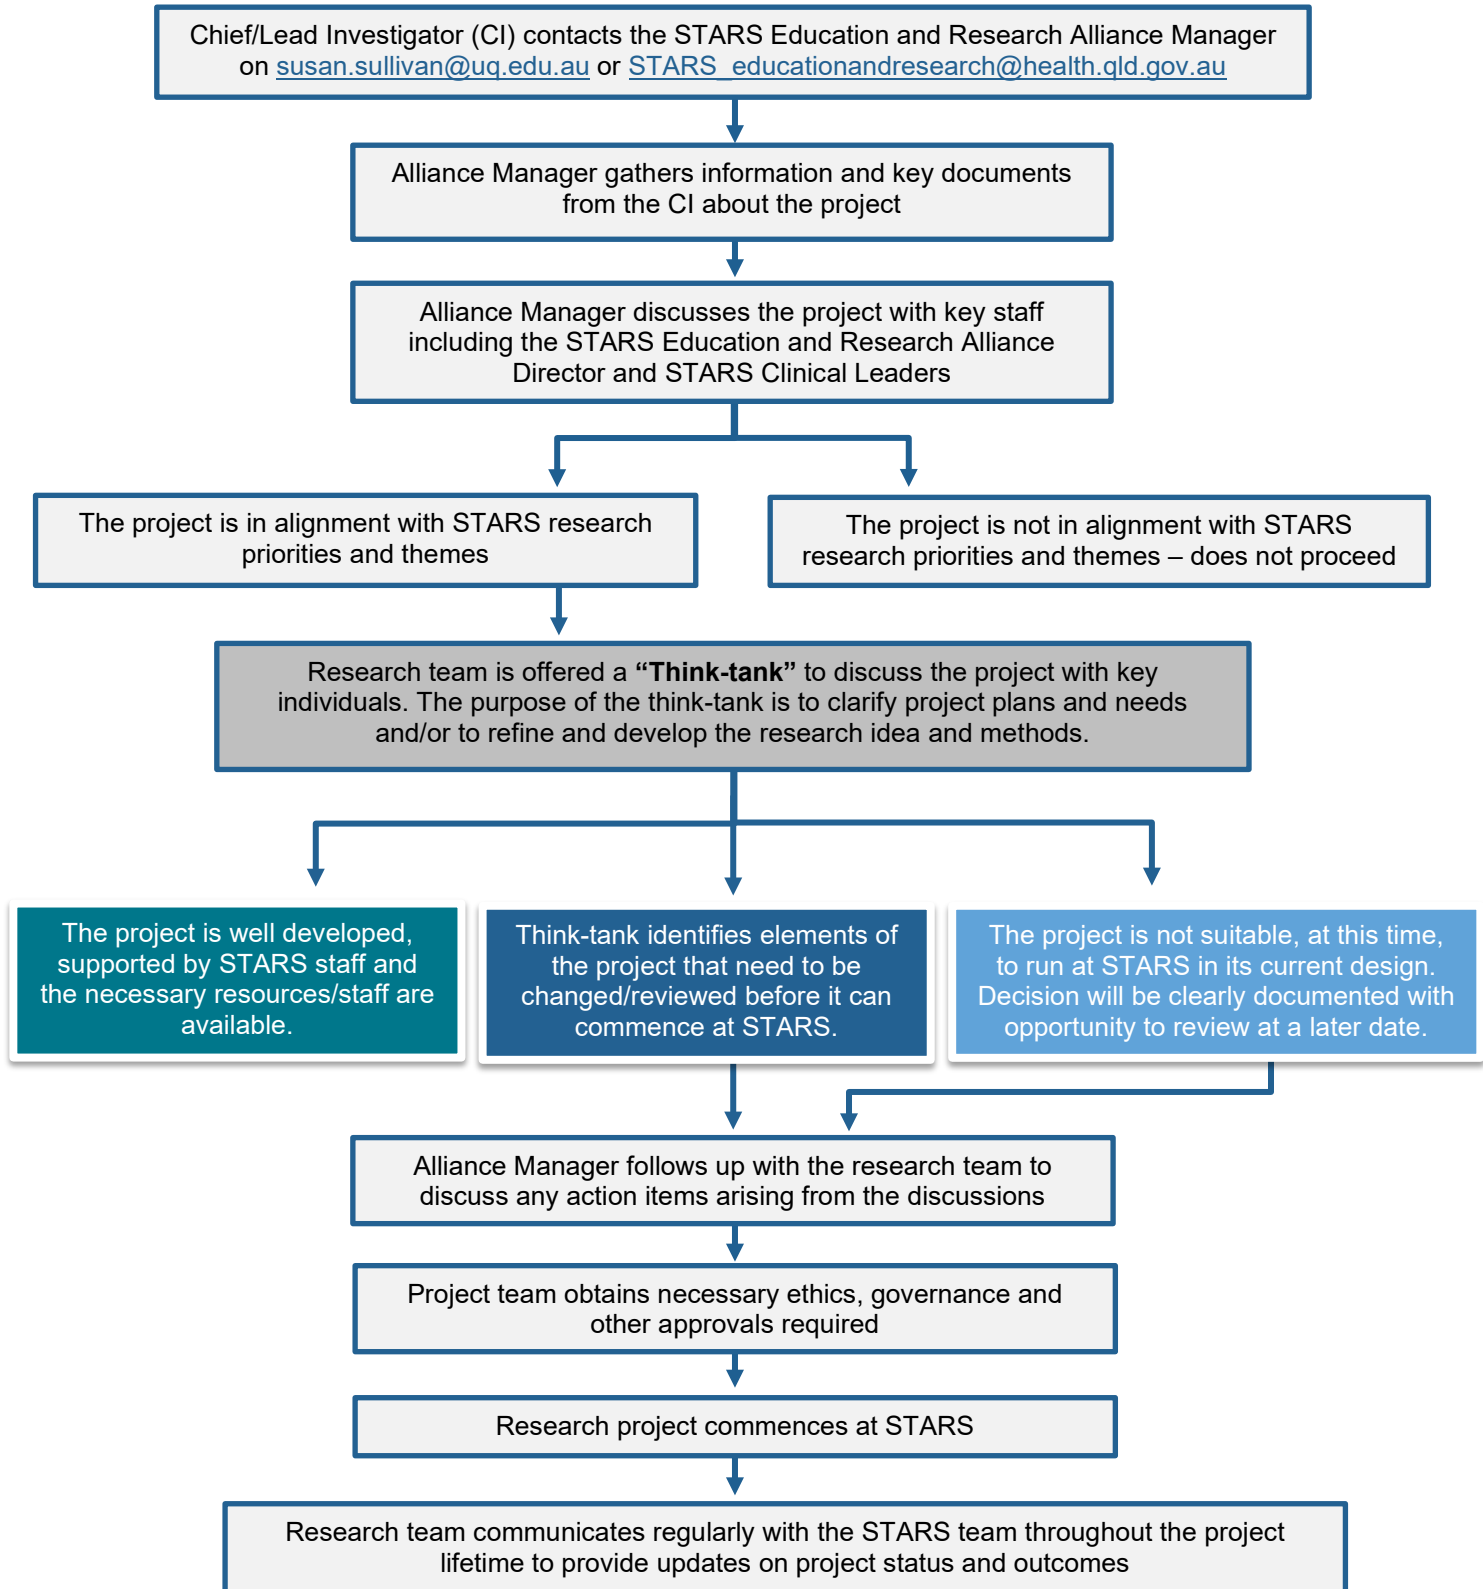 Chief/Lead Investigator (CI) contacts the STARS Education and Research Alliance Manager
on susan.sullivan@uq.edu.au or STARS_educationandresearch@health.qld.gov.au
Alliance Manager gathers information and key documents
from the CI about the project
Alliance Manager discusses the project with key staff
including the STARS Education and Research Alliance
Director and STARS Clinical Leaders
The project is in alignment with STARS research
priorities and themes
The project is not in alignment with STARS
research priorities and themes – does not proceed
Research team is offered a “Think-tank” to discuss the project with key
individuals. The purpose of the think-tank is to clarify project plans and needs
and/or to refine and develop the research idea and methods.
The project is well developed,
supported by STARS staff and
the necessary resources/staff are
available.
Think-tank identifies elements of
the project that need to be
changed/reviewed before it can
commence at STARS.
The project is not suitable, at this time,
to run at STARS in its current design.
Decision will be clearly documented with
opportunity to review at a later date.
Alliance Manager follows up with the research team to
discuss any action items arising from the discussions
Project team obtains necessary ethics, governance and
other approvals required
Research project commences at STARS
Research team communicates regularly with the STARS team throughout the project
lifetime to provide updates on project status and outcomes